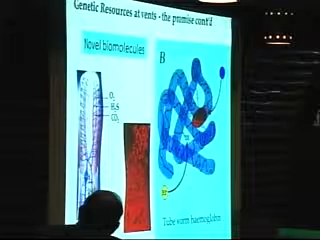 Genetic Resources at vents - the promise cont'd
Novel biomolecules
B
O₂
H₂S
CO₂
Tube worm haemoglobin